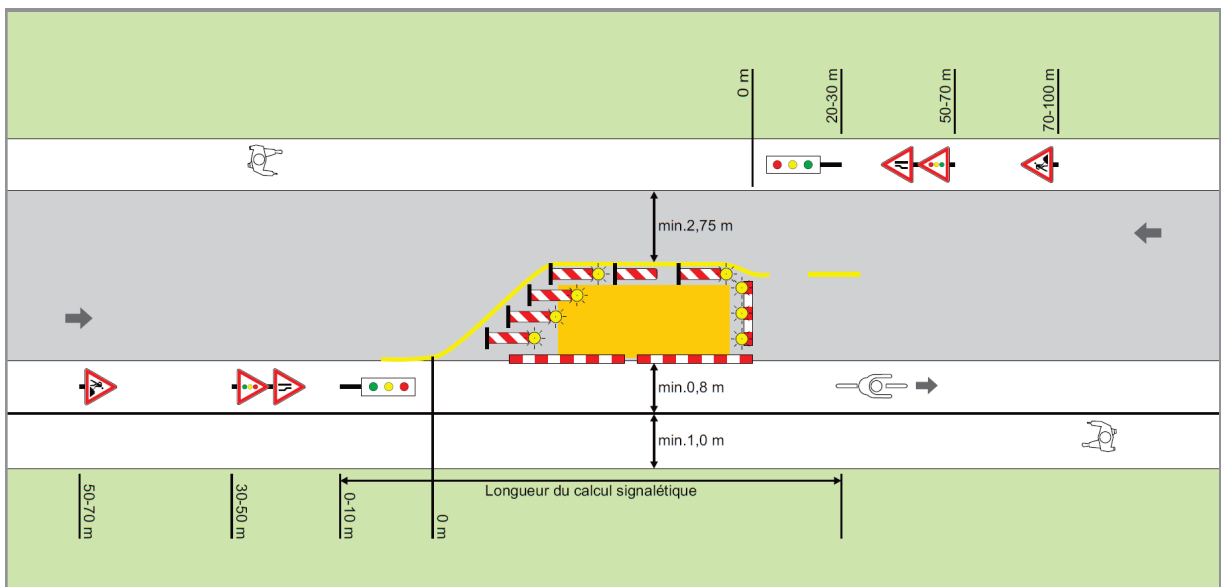 0 m
20-30 m
50-70 m
70-100 m
min.2,75 m
min.0,8 m
min.1,0 m
Longueur du calcul signalétique
50-70 m
30-50 m
0-10 m
0 m